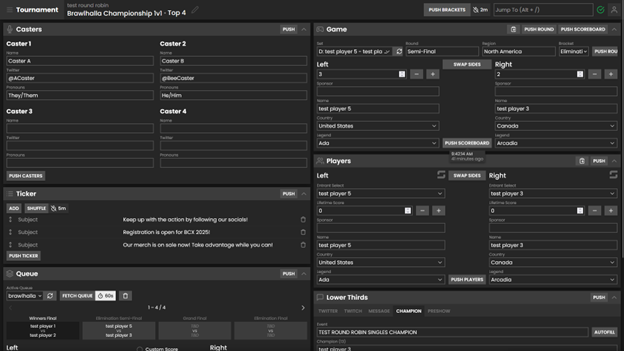 Tournament
test round robin
Brawlhalla Championship 1v1 · Top 4
PUSH BRACKETS
2m
Jump To (Alt + /)
Casters
PUSH
Caster 1
Caster 2
Name
Name
Caster A
Caster B
Twitter
Twitter
@ACaster
@BeeCaster
Pronouns
Pronouns
They/Them
He/Him
Caster 3
Caster 4
Name
Name
Twitter
Twitter
Pronouns
Pronouns
PUSH CASTERS
Ticker
PUSH
ADD
SHUFFLE
5m
Subject
Keep up with the action by following our socials!
Subject
Registration is open for BCX 2025!
Subject
Our merch is on sale now! Take advantage while you can!
PUSH TICKER
Queue
PUSH
Active Queue
brawlhalla
FETCH QUEUE
60s
1 - 4 / 4
Winners Final
Elimination Semi-Final
Grand Final
Elimination Final
test player 1
test player 5
TBD
TBD
vs
vs
vs
vs
test player 2
test player 3
TBD
TBD
Left
Custom Score
Right
Game
PUSH ROUND
PUSH SCOREBOARD
Set
Round
Region
Bracket
D: test player 5 - test pla
Semi-Final
North America
Eliminati
PUSH ROU
Left
SWAP SIDES
Right
3
2
Sponsor
Sponsor
Name
Name
test player 5
test player 3
Country
Country
United States
Canada
Legend
Legend
Ada
PUSH SCOREBOARD
Arcadia
41 minutes ago
Players
PUSH
Left
SWAP SIDES
Right
Entrant Select
Entrant Select
test player 5
test player 3
Lifetime Score
Lifetime Score
0
0
Sponsor
Sponsor
Name
Name
test player 5
test player 3
Country
Country
United States
Canada
Legend
Legend
Ada
PUSH PLAYERS
Arcadia
Lower Thirds
PUSH
TWITTER
TWITCH
MESSAGE
CHAMPION
PRESHOW
Event
TEST ROUND ROBIN SINGLES CHAMPION
AUTOFILL
Champion (1)
test player 3